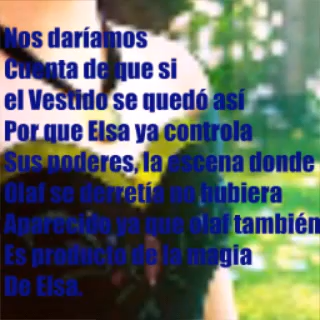 Nos daríamos
Cuenta de que si
el Vestido se quedó así
Por que Elsa ya controla
Sus poderes, la escena donde
Olaf se derretía no hubiera
Aparecido ya que olaf también
Es producto de la magia
De Elsa.